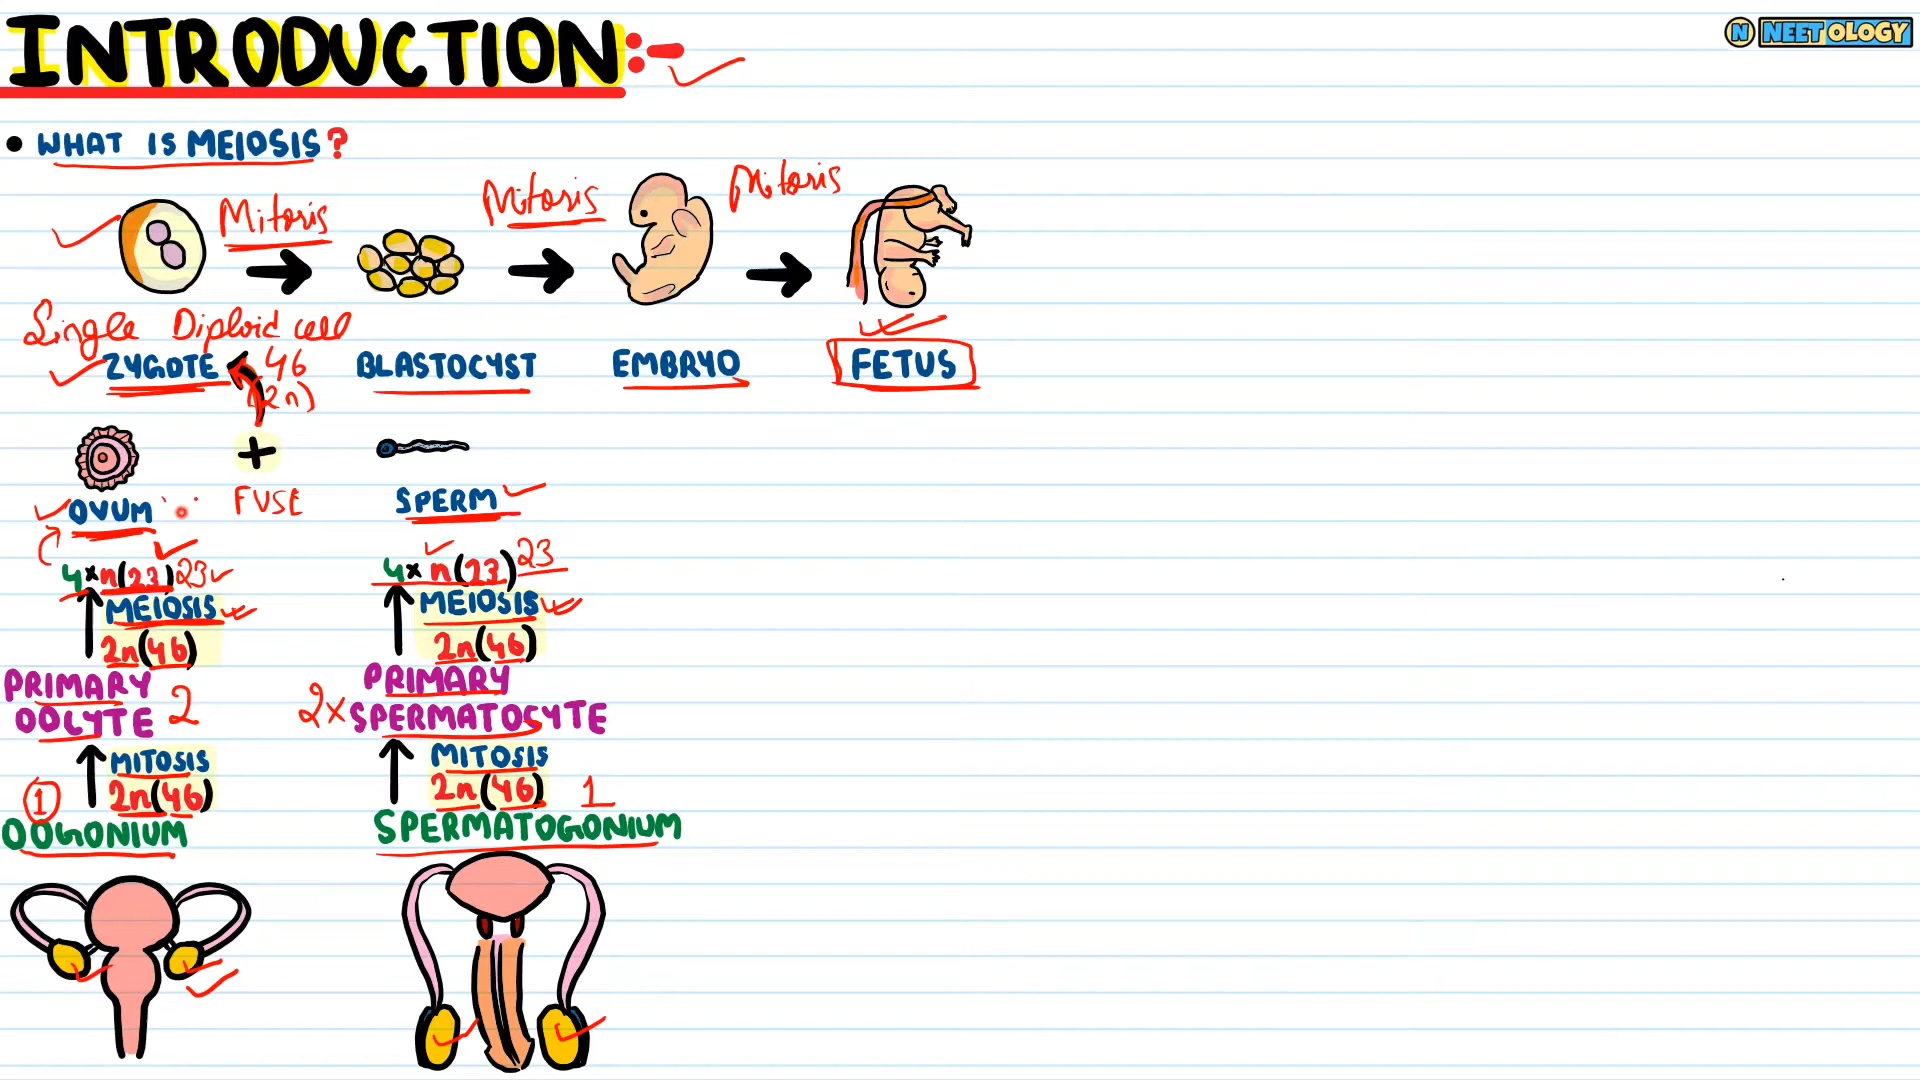 INTRODUCTION:-
N NEETOLOGY
• WHAT IS MEIOSIS?
Mitosis
Mitosis
Mitosis
Single Diploid cell
ZYGOTE 46
(2n)
BLASTOCYST
EMBRYO
FETUS
+
OVUM
FUSE
SPERM
4×n(23) 23
MEIOSIS
2n(46)
PRIMARY
OOCYTE 2
MITOSIS
2n(46)
1
OOGONIUM
4× n(23) 23
MEIOSIS
2n(46)
PRIMARY
2× SPERMATOCYTE
MITOSIS
2n(46) 1
SPERMATOGONIUM